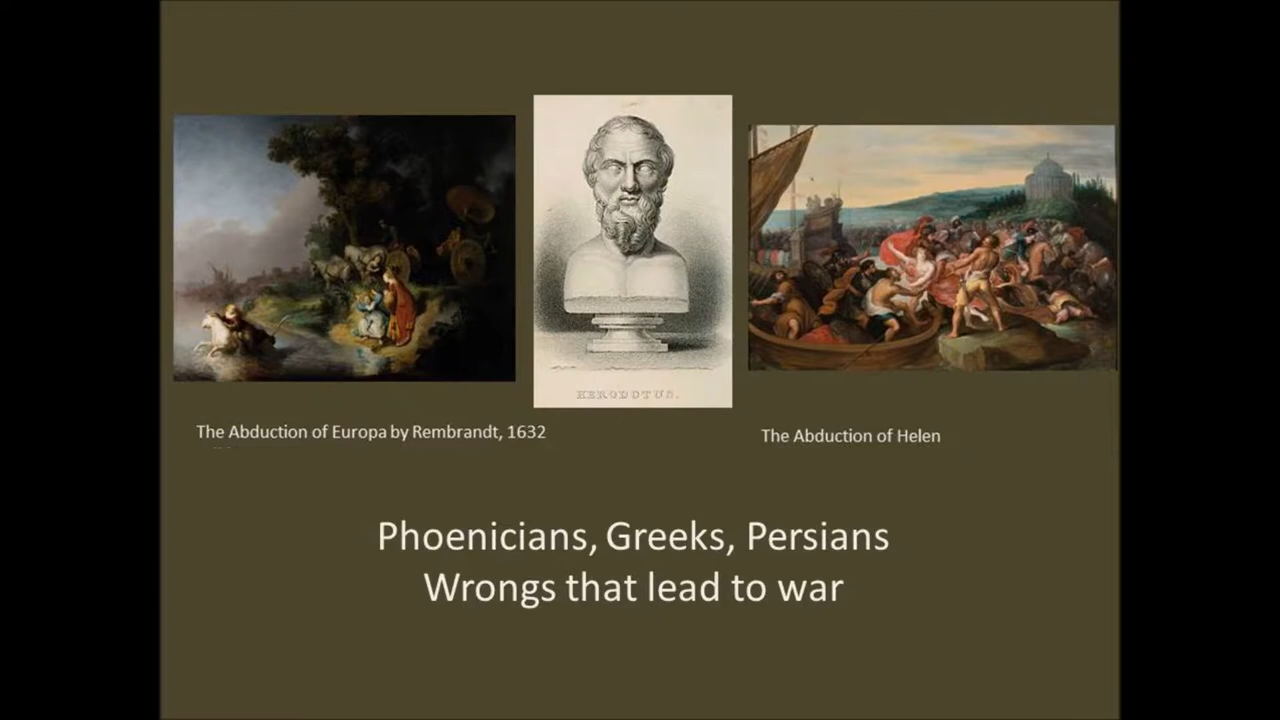 HERODOTUS.
The Abduction of Europa by Rembrandt, 1632
The Abduction of Helen
Phoenicians, Greeks, Persians
Wrongs that lead to war